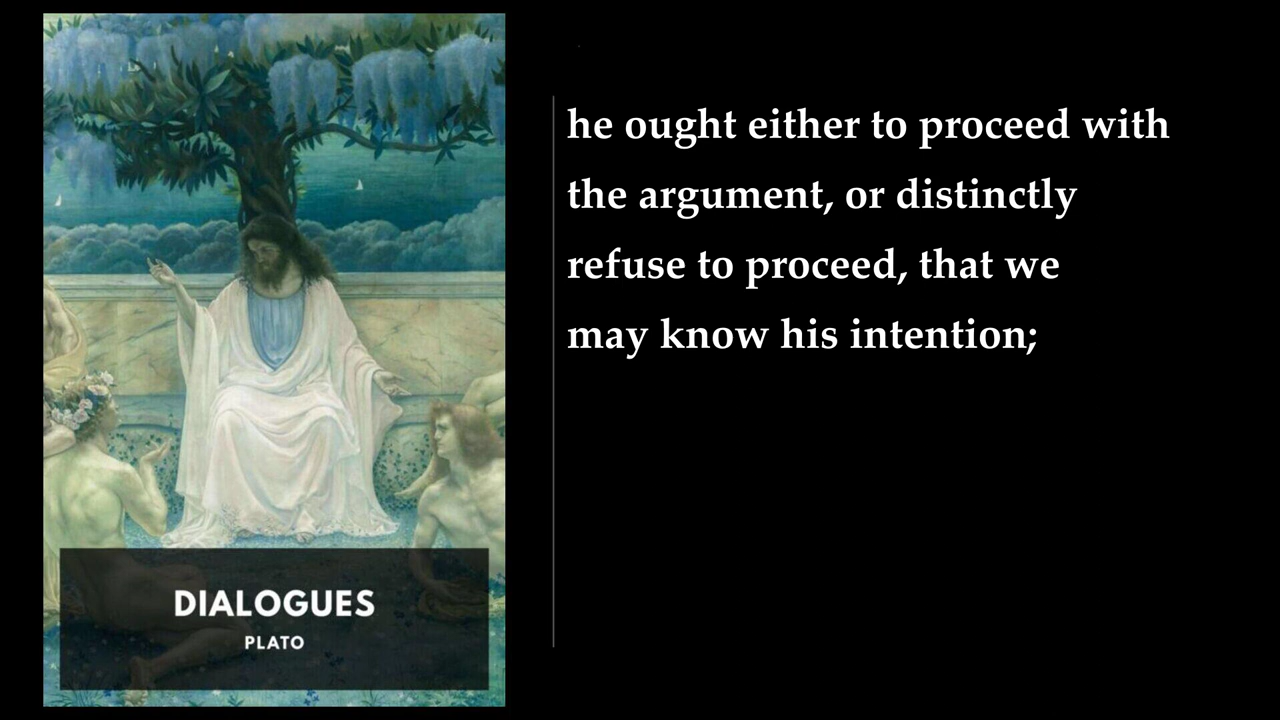 he ought either to proceed with
the argument, or distinctly
refuse to proceed, that we
may know his intention;
DIALOGUES
PLATO